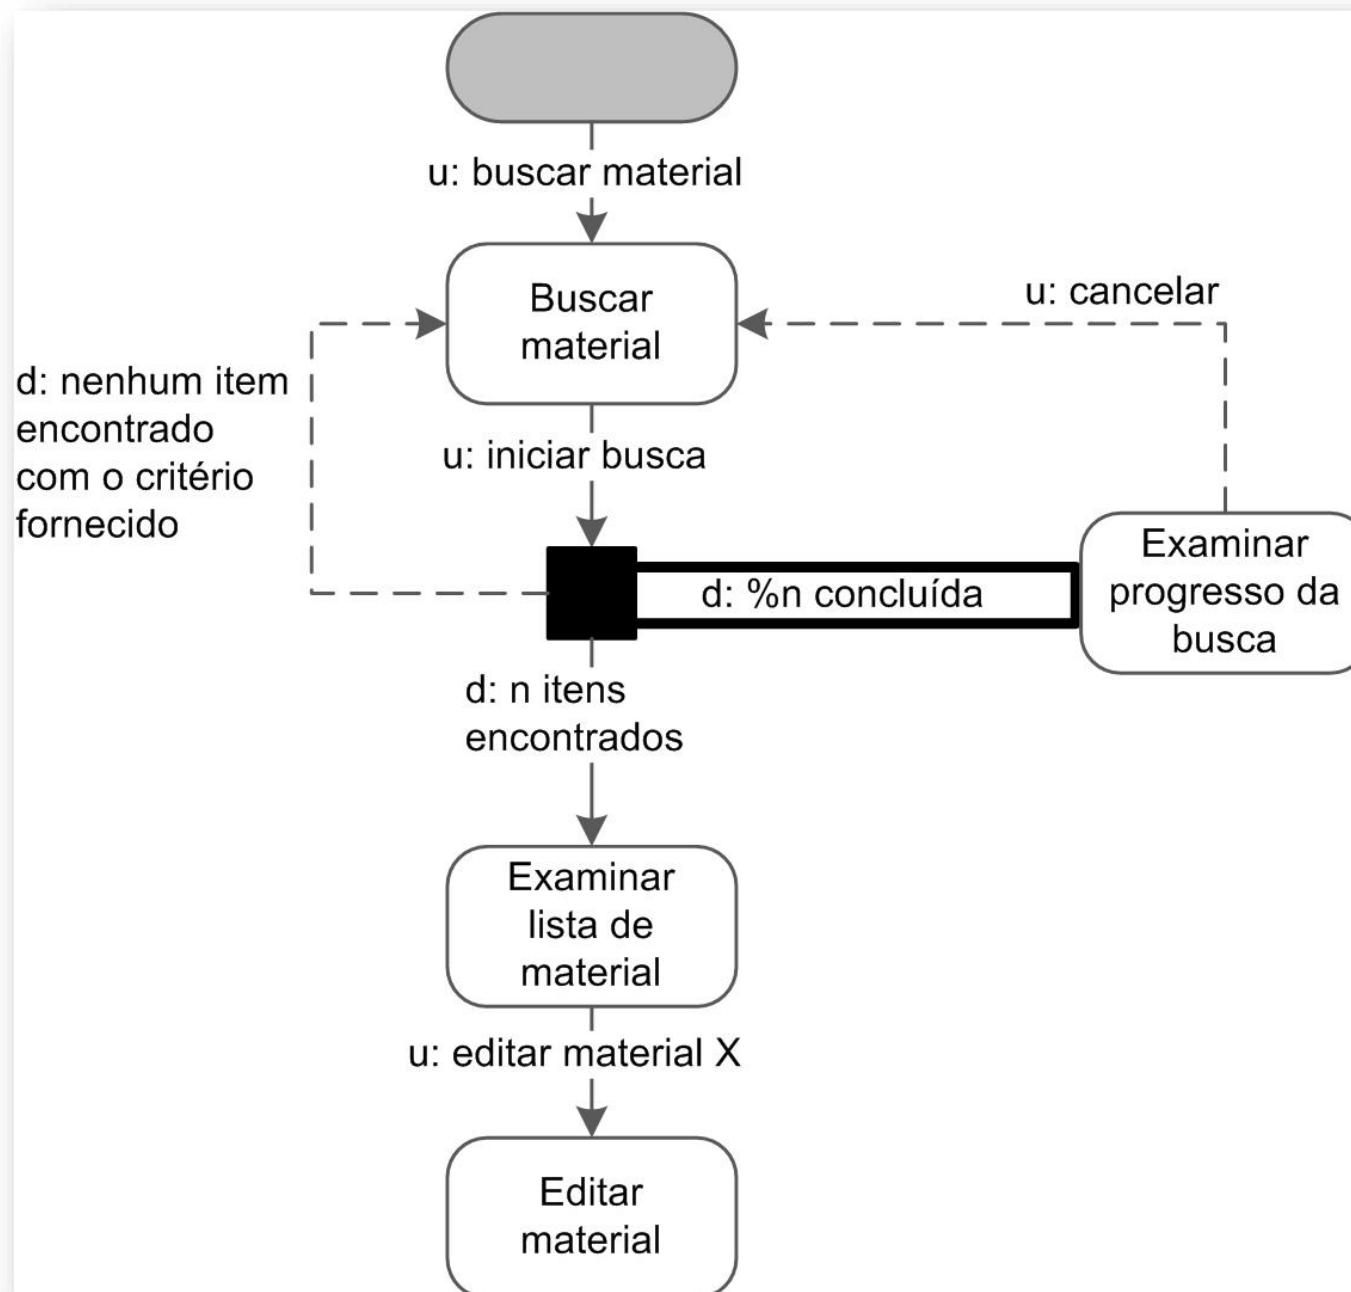 u: buscar material
Buscar
material
u: cancelar
d: nenhum item
encontrado
com o critério
fornecido
u: iniciar busca
d: %n concluída
Examinar
progresso da
busca
d: n itens
encontrados
Examinar
lista de
material
u: editar material X
Editar
material